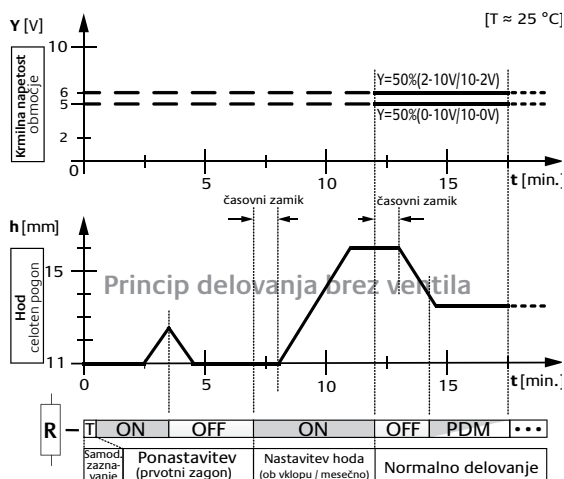 Y [V]
[T ≈ 25 °C]
10
6
5
2
0
Krmilna napetost
območje
Y=50%(2-10V/10-2V)
Y=50%(0-10V/10-0V)
5
10
15
t [min.]
časovni zamik
časovni zamik
h [mm]
15
11
Hod
celoten pogon
Princip delovanja brez ventila
0
5
10
15
t [min.]
R
T
ON
OFF
ON
OFF
PDM
Samod.
zazna-
vanje
Ponastavitev
(prvotni zagon)
Nastavitev hoda
(ob vklopu / mesečno)
Normalno delovanje